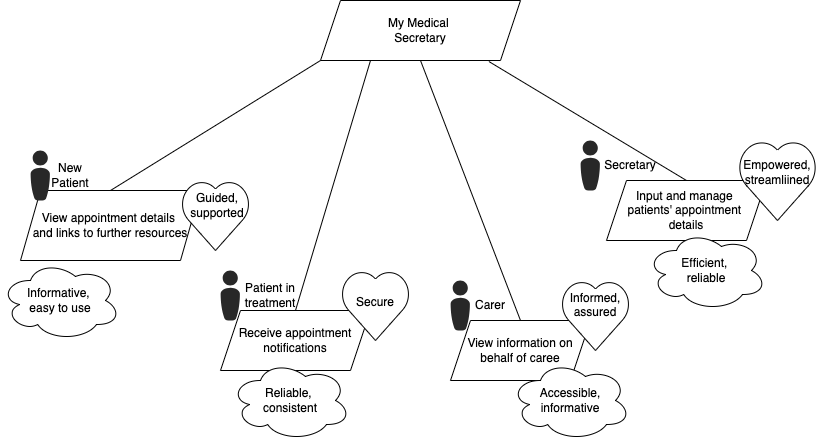 My Medical
Secretary
New
Patient
Guided,
supported
View appointment details
and links to further resources
Informative,
easy to use
Patient in
treatment
Secure
Receive appointment
notifications
Reliable,
consistent
Carer
Informed,
assured
View information on
behalf of caree
Accessible,
informative
Secretary
Empowered,
streamliined
Input and manage
patients' appointment
details
Efficient,
reliable